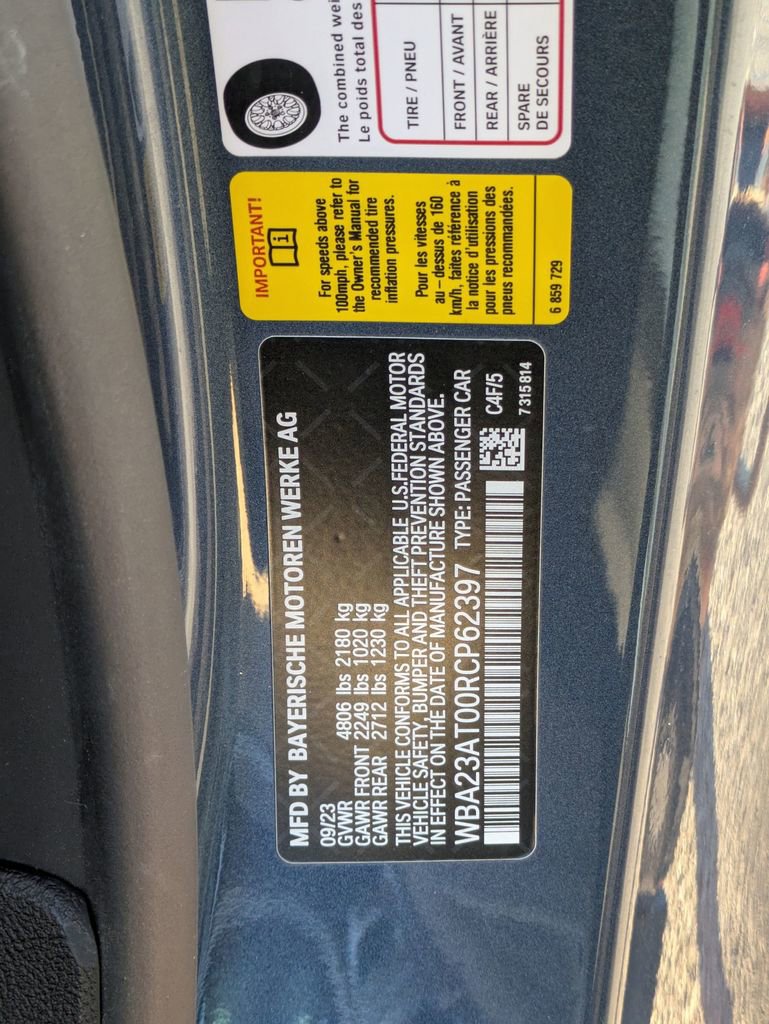 MFD BY BAYERISCHE MOTOREN WERKE AG
09/23
GVWR 4806 lbs 2180 kg
GAWR FRONT 2249 lbs 1020 kg
GAWR REAR 2712 lbs 1230 kg
THIS VEHICLE CONFORMS TO ALL APPLICABLE U.S.FEDERAL MOTOR
VEHICLE SAFETY, BUMPER AND THEFT PREVENTION STANDARDS
IN EFFECT ON THE DATE OF MANUFACTURE SHOWN ABOVE.
WBA23AT00RCP62397 TYPE: PASSENGER CAR
C4F/5
7 315 814
IMPORTANT!
For speeds above
100mph, please refer to
the Owner's Manual for
recommended tire
inflation pressures.
Pour les vitesses
au – dessus de 160
km/h, faites référence à
la notice d'utilisation
pour les pressions des
pneus recommandées.
6 859 729
The combined wei
Le poids total des
TIRE / PNEU
FRONT / AVANT
REAR / ARRIÈRE
SPARE
DE SECOURS